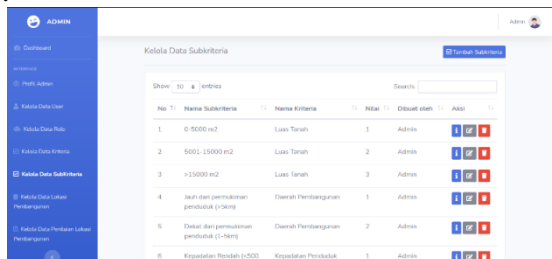 ADMIN
Admin
Dashboard
Kelola Data Subkriteria
Tambah Subkriteria
INTERFACE
Profil Admin
Kelola Data User
Kelola Data Role
Kelola Data Kriteria
Kelola Data SubKriteria
Kelola Data Lokasi
Pembangunan
Kelola Data Penilaian Lokasi
Pembangunan
Show 10 entries
Search:
No Nama Subkriteria Nama Kriteria Nilai Dibuat oleh Aksi
1 0-5000 m2 Luas Tanah 1 Admin
2 5001-15000 m2 Luas Tanah 2 Admin
3 >15000 m2 Luas Tanah 3 Admin
4 Jauh dari permukiman Daerah Pembangunan 1 Admin
penduduk (>5km)
5 Dekat dari permukiman Daerah Pembangunan 2 Admin
penduduk (1-5km)
6 Kepadatan Rendah (<500 Kepadatan Penduduk 1 Admin